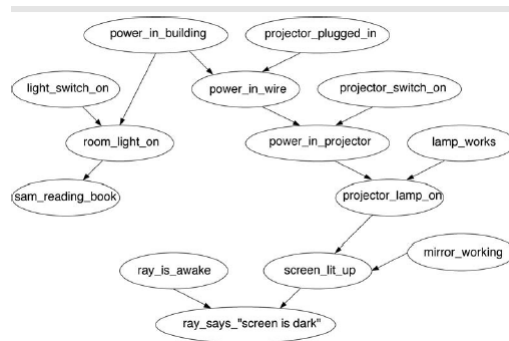 power_in_building
projector_plugged_in
light_switch_on
power_in_wire
projector_switch_on
room_light_on
power_in_projector
lamp_works
sam_reading_book
projector_lamp_on
mirror_working
ray_is_awake
screen_lit_up
ray_says_"screen is dark"